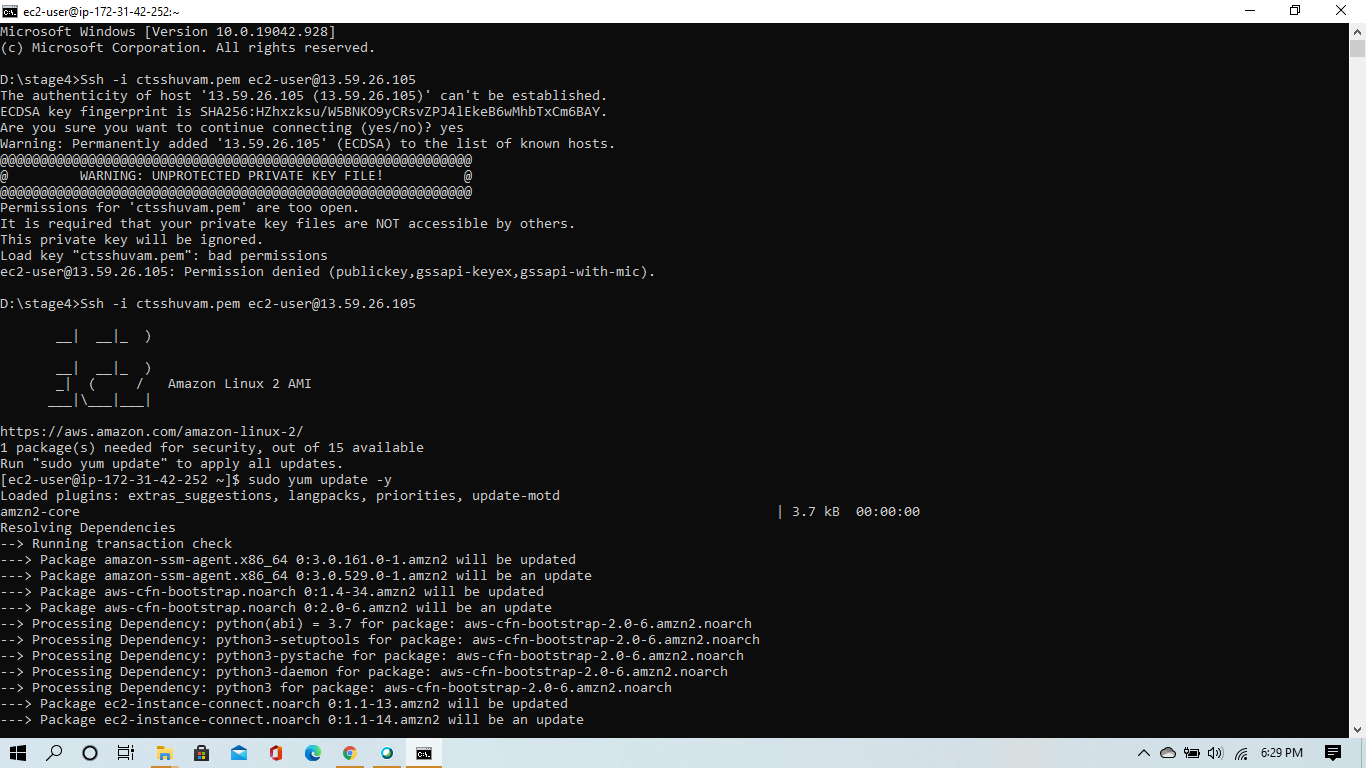 ec2-user@ip-172-31-42-252:~
Microsoft Windows [Version 10.0.19042.928]
(c) Microsoft Corporation. All rights reserved.
D:\stage4>Ssh -i ctsshuvam.pem ec2-user@13.59.26.105
The authenticity of host '13.59.26.105 (13.59.26.105)' can't be established.
ECDSA key fingerprint is SHA256:HZhxzksu/W5BNKO9yCRsvZPJ4lEkeB6wMhbTxCm6BAY.
Are you sure you want to continue connecting (yes/no)? yes
Warning: Permanently added '13.59.26.105' (ECDSA) to the list of known hosts.
@@@@@@@@@@@@@@@@@@@@@@@@@@@@@@@@@@@@@@@@@@@@@@@@@@@@@@@@@@@
@         WARNING: UNPROTECTED PRIVATE KEY FILE!          @
@@@@@@@@@@@@@@@@@@@@@@@@@@@@@@@@@@@@@@@@@@@@@@@@@@@@@@@@@@@
Permissions for 'ctsshuvam.pem' are too open.
It is required that your private key files are NOT accessible by others.
This private key will be ignored.
Load key "ctsshuvam.pem": bad permissions
ec2-user@13.59.26.105: Permission denied (publickey,gssapi-keyex,gssapi-with-mic).
D:\stage4>Ssh -i ctsshuvam.pem ec2-user@13.59.26.105
       __|  __|_  )
       __|  __|_  )
       _|  (     /   Amazon Linux 2 AMI
      ___|\___|___|
https://aws.amazon.com/amazon-linux-2/
1 package(s) needed for security, out of 15 available
Run "sudo yum update" to apply all updates.
[ec2-user@ip-172-31-42-252 ~]$ sudo yum update -y
Loaded plugins: extras_suggestions, langpacks, priorities, update-motd
amzn2-core | 3.7 kB  00:00:00
Resolving Dependencies
--> Running transaction check
---> Package amazon-ssm-agent.x86_64 0:3.0.161.0-1.amzn2 will be updated
---> Package amazon-ssm-agent.x86_64 0:3.0.529.0-1.amzn2 will be an update
---> Package aws-cfn-bootstrap.noarch 0:1.4-34.amzn2 will be updated
---> Package aws-cfn-bootstrap.noarch 0:2.0-6.amzn2 will be an update
--> Processing Dependency: python(abi) = 3.7 for package: aws-cfn-bootstrap-2.0-6.amzn2.noarch
--> Processing Dependency: python3-setuptools for package: aws-cfn-bootstrap-2.0-6.amzn2.noarch
--> Processing Dependency: python3-pystache for package: aws-cfn-bootstrap-2.0-6.amzn2.noarch
--> Processing Dependency: python3-daemon for package: aws-cfn-bootstrap-2.0-6.amzn2.noarch
--> Processing Dependency: python3 for package: aws-cfn-bootstrap-2.0-6.amzn2.noarch
---> Package ec2-instance-connect.noarch 0:1.1-13.amzn2 will be updated
---> Package ec2-instance-connect.noarch 0:1.1-14.amzn2 will be an update
6:29 PM